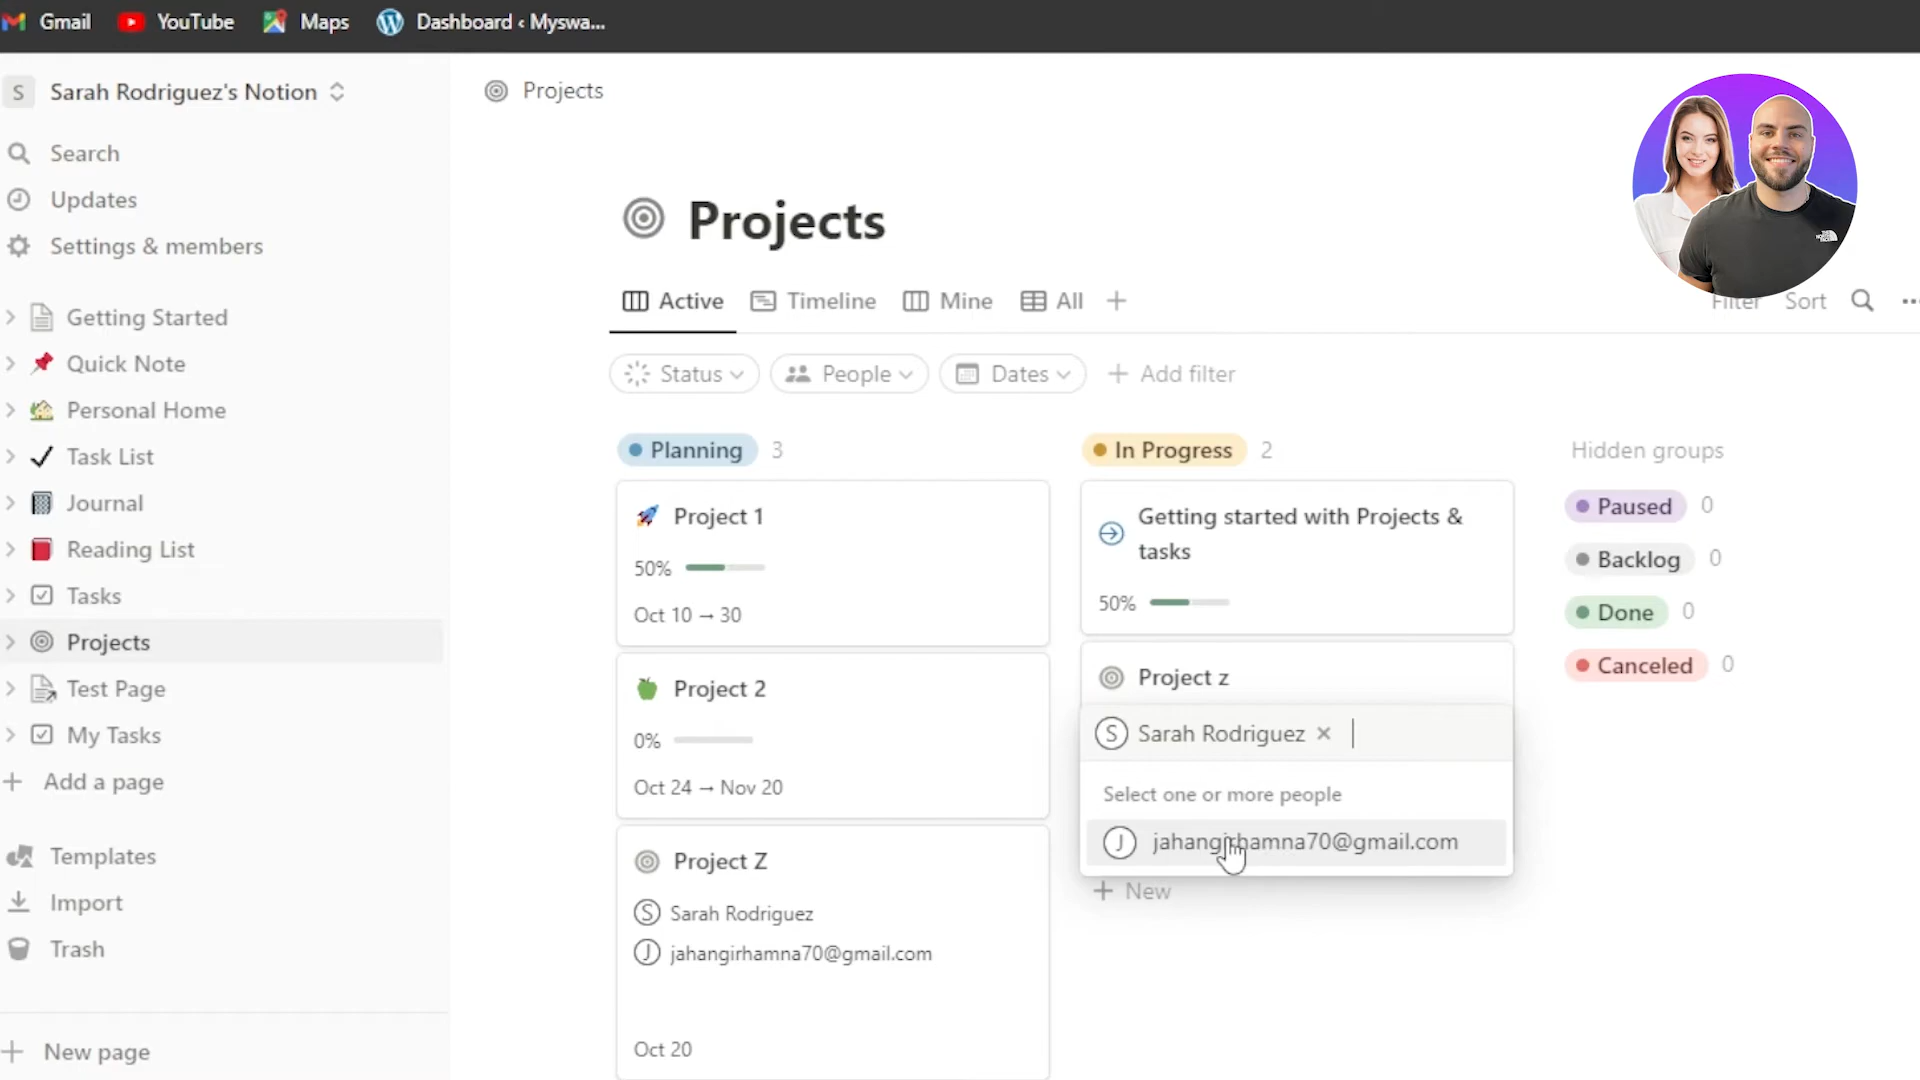 Gmail YouTube Maps Dashboard ‹ Myswa...
S Sarah Rodriguez's Notion
Search
Updates
Settings & members
Getting Started
Quick Note
Personal Home
Task List
Journal
Reading List
Tasks
Projects
Test Page
My Tasks
+ Add a page
Templates
Import
Trash
+ New page
Projects
Projects
THE NORTH FACE
Active Timeline Mine All +
Filter Sort ...
Status People Dates + Add filter
Planning 3
Project 1
50%
Oct 10 → 30
Project 2
0%
Oct 24 → Nov 20
Project Z
S Sarah Rodriguez
J jahangirhamna70@gmail.com
Oct 20
In Progress 2
Getting started with Projects &
tasks
50%
Project z
S Sarah Rodriguez ×
Select one or more people
J jahangirhamna70@gmail.com
+ New
Hidden groups
Paused 0
Backlog 0
Done 0
Canceled 0